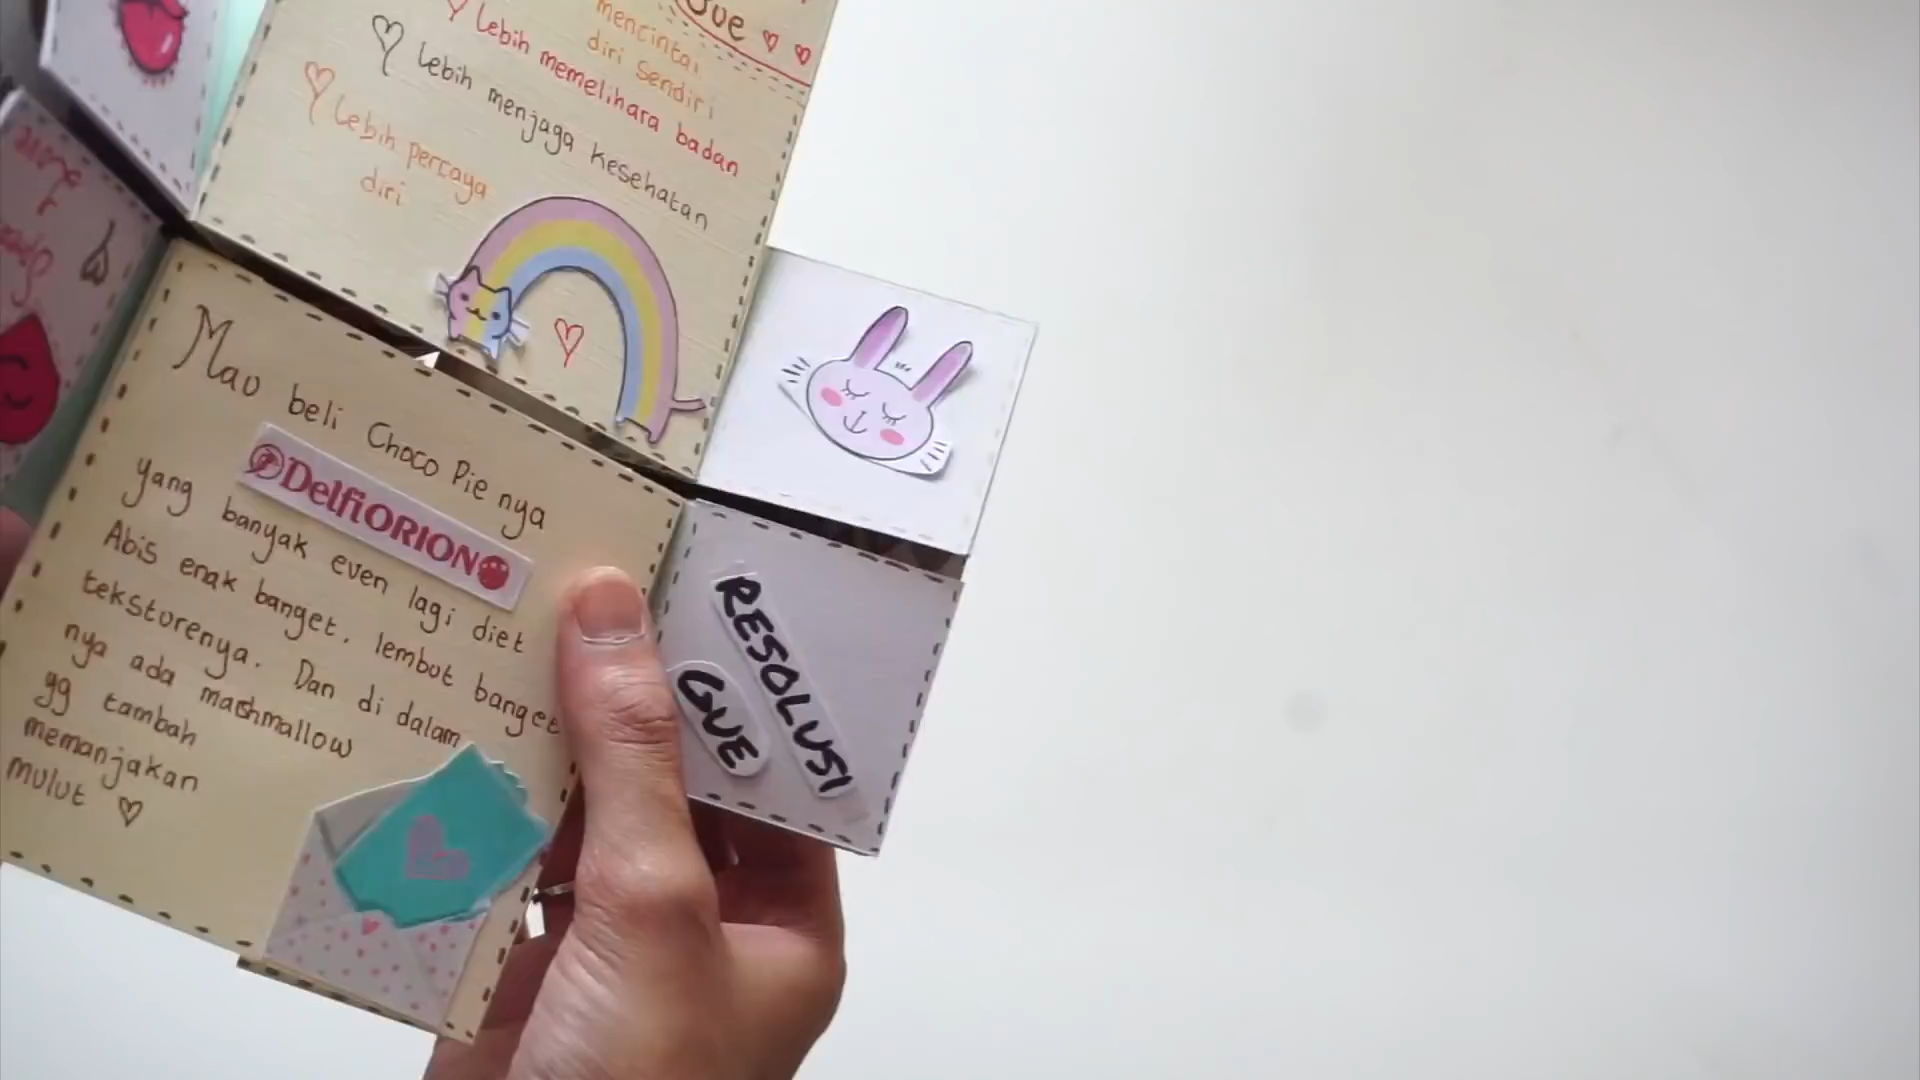 mencintai
diri sendiri
Lebih memelihara badan
Lebih menjaga kesehatan
Lebih percaya
diri
Mau beli Choco Pie nya
DelfiORION
yang banyak even lagi diet
Abis enak banget, lembut banget
teksturenya. Dan di dalam
nya ada marshmallow
gg tambah
memanjakan
mulut
RESOLUSI
GUE